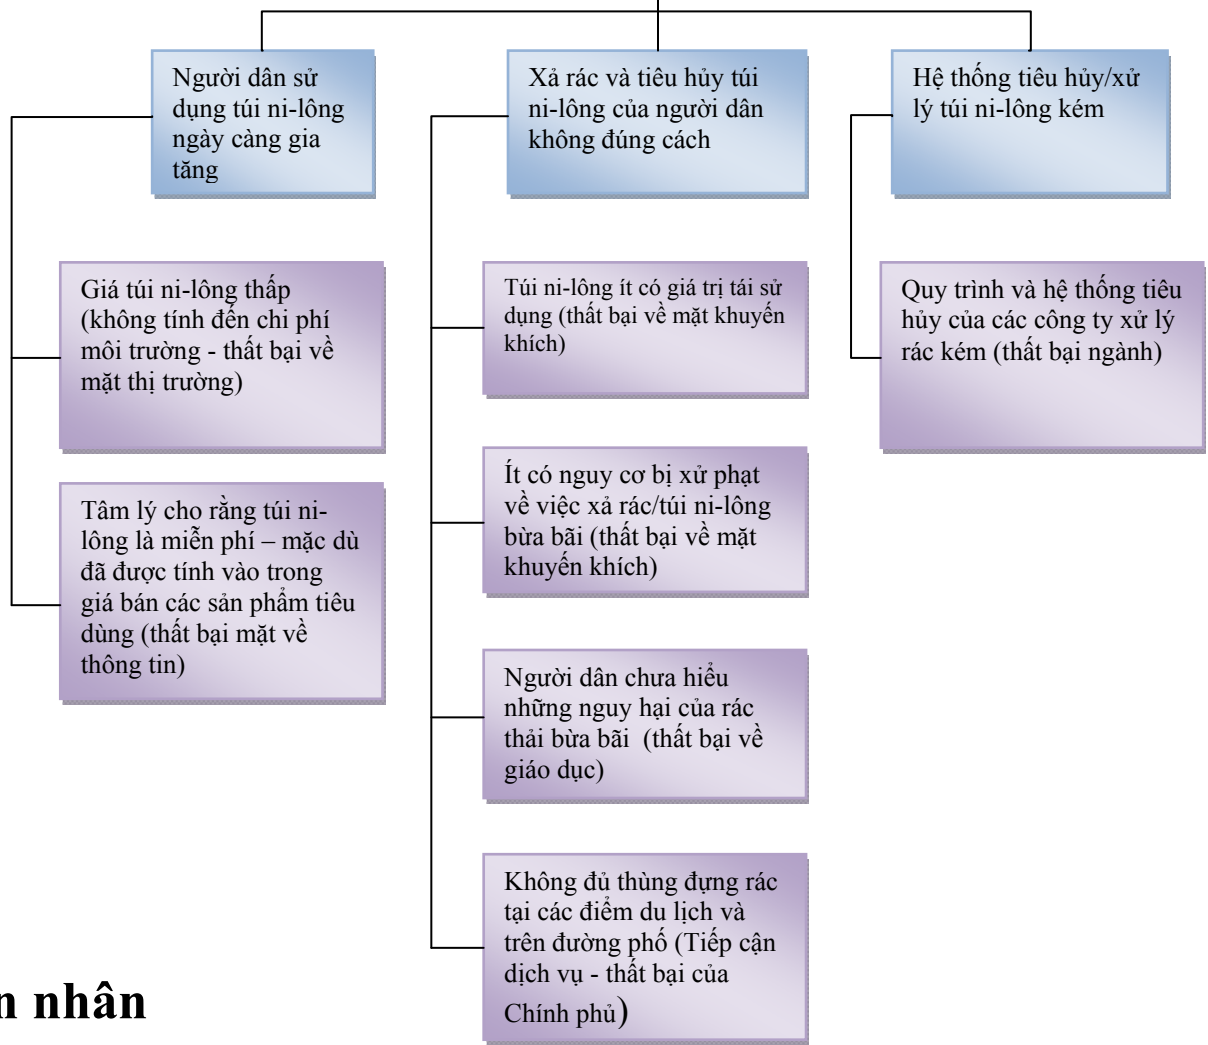 Người dân sử
dụng túi ni-lông
ngày càng gia
tăng
Xả rác và tiêu hủy túi
ni-lông của người dân
không đúng cách
Hệ thống tiêu hủy/xử
lý túi ni-lông kém
Giá túi ni-lông thấp
(không tính đến chi phí
môi trường - thất bại về
mặt thị trường)
Tâm lý cho rằng túi ni-
lông là miễn phí – mặc dù
đã được tính vào trong
giá bán các sản phẩm tiêu
dùng (thất bại mặt về
thông tin)
Túi ni-lông ít có giá trị tái sử
dụng (thất bại về mặt khuyến
khích)
Ít có nguy cơ bị xử phạt
về việc xả rác/túi ni-lông
bừa bãi (thất bại về mặt
khuyến khích)
Người dân chưa hiểu
những nguy hại của rác
thải bừa bãi (thất bại về
giáo dục)
Không đủ thùng đựng rác
tại các điểm du lịch và
trên đường phố (Tiếp cận
dịch vụ - thất bại của
Chính phủ)
Quy trình và hệ thống tiêu
hủy của các công ty xử lý
rác kém (thất bại ngành)
n nhân